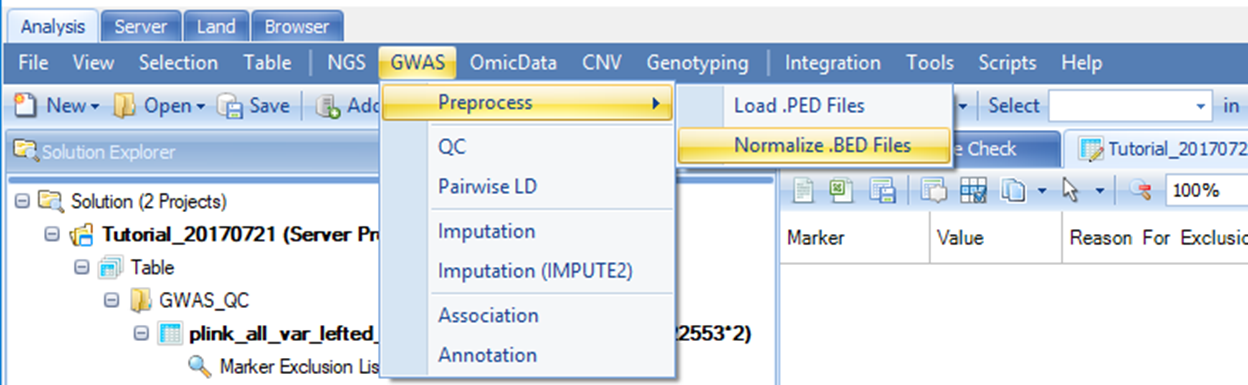 Analysis Server Land Browser
File View Selection Table NGS GWAS OmicData CNV Genotyping Integration Tools Scripts Help
New Open Save Add Select in
Preprocess
Load .PED Files
Normalize .BED Files
QC
Pairwise LD
Imputation
Imputation (IMPUTE2)
Association
Annotation
Solution Explorer
Solution (2 Projects)
Tutorial_20170721 (Server Pr
Table
GWAS_QC
plink_all_var_lefted_ 22553*2)
Marker Exclusion Lis
e Check Tutorial_2017072
100%
Marker Value Reason For Exclusio